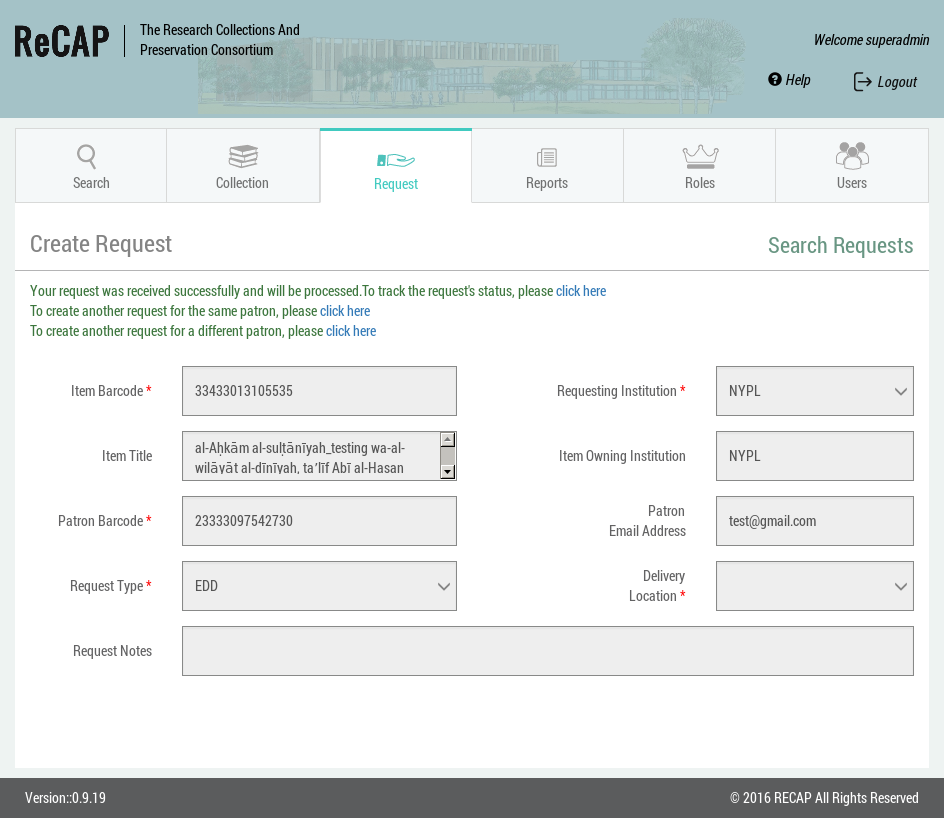 ReCAP
The Research Collections And
Preservation Consortium
Welcome superadmin
Help
Logout
Search
Collection
Request
Reports
Roles
Users
Create Request
Search Requests
Your request was received successfully and will be processed.To track the request's status, please click here
To create another request for the same patron, please click here
To create another request for a different patron, please click here
Item Barcode *
33433013105535
Requesting Institution *
NYPL
Item Title
al-Aḥkām al-sulṭānīyah_testing wa-al-
wilāyāt al-dīnīyah, taʼlīf Abī al-Hasan
Item Owning Institution
NYPL
Patron Barcode *
23333097542730
Patron
Email Address
test@gmail.com
Request Type *
EDD
Delivery
Location *
Request Notes
Version::0.9.19
© 2016 RECAP All Rights Reserved